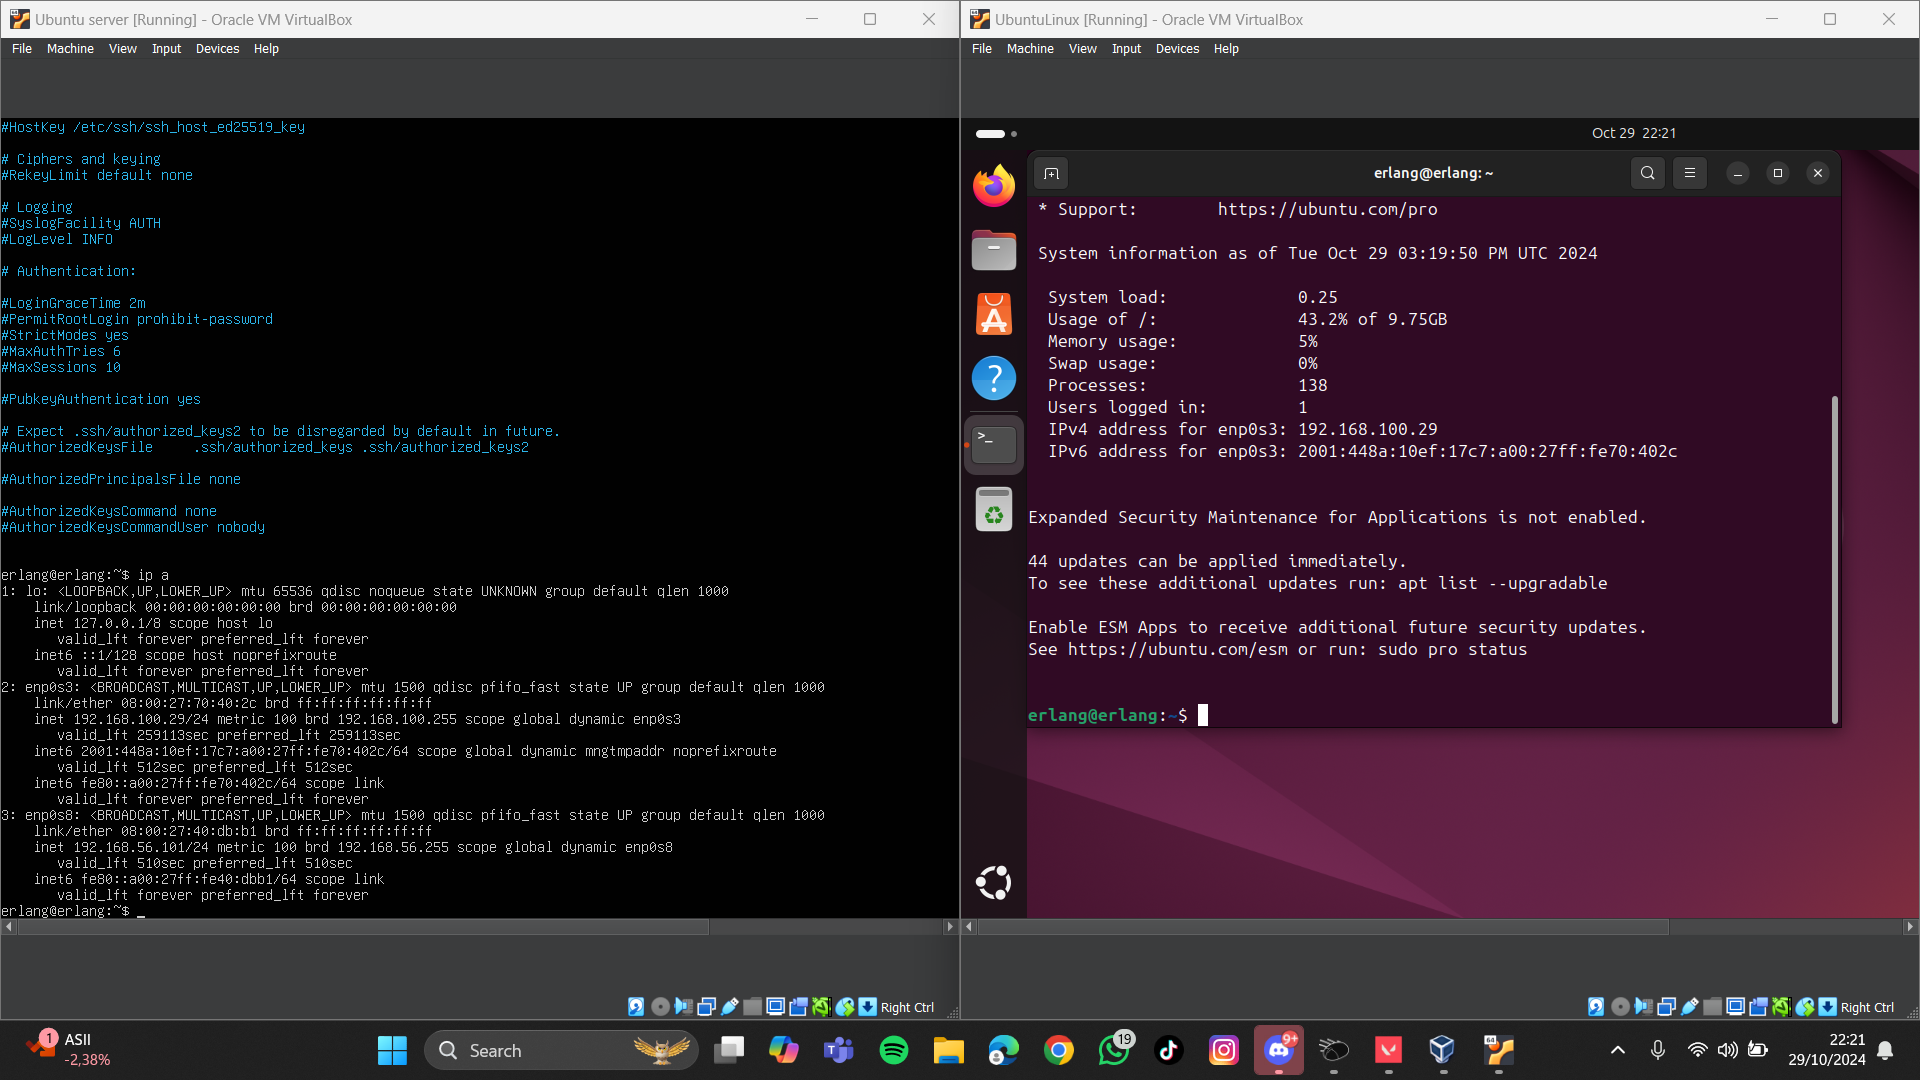 Ubuntu server [Running] - Oracle VM VirtualBox
File Machine View Input Devices Help
#HostKey /etc/ssh/ssh_host_ed25519_key
# Ciphers and keying
#RekeyLimit default none
# Logging
#SyslogFacility AUTH
#LogLevel INFO
# Authentication:
#LoginGraceTime 2m
#PermitRootLogin prohibit-password
#StrictModes yes
#MaxAuthTries 6
#MaxSessions 10
#PubkeyAuthentication yes
# Expect .ssh/authorized_keys2 to be disregarded by default in future.
#AuthorizedKeysFile     .ssh/authorized_keys .ssh/authorized_keys2
#AuthorizedPrincipalsFile none
#AuthorizedKeysCommand none
#AuthorizedKeysCommandUser nobody
erlang@erlang:~$ ip a
1: lo: <LOOPBACK,UP,LOWER_UP> mtu 65536 qdisc noqueue state UNKNOWN group default qlen 1000
    link/loopback 00:00:00:00:00:00 brd 00:00:00:00:00:00
    inet 127.0.0.1/8 scope host lo
       valid_lft forever preferred_lft forever
    inet6 ::1/128 scope host noprefixroute
       valid_lft forever preferred_lft forever
2: enp0s3: <BROADCAST,MULTICAST,UP,LOWER_UP> mtu 1500 qdisc pfifo_fast state UP group default qlen 1000
    link/ether 08:00:27:70:40:2c brd ff:ff:ff:ff:ff:ff
    inet 192.168.100.29/24 metric 100 brd 192.168.100.255 scope global dynamic enp0s3
       valid_lft 259113sec preferred_lft 259113sec
    inet6 2001:448a:10ef:17c7:a00:27ff:fe70:402c/64 scope global dynamic mngtmpaddr noprefixroute
       valid_lft 512sec preferred_lft 512sec
    inet6 fe80::a00:27ff:fe70:402c/64 scope link
       valid_lft forever preferred_lft forever
3: enp0s8: <BROADCAST,MULTICAST,UP,LOWER_UP> mtu 1500 qdisc pfifo_fast state UP group default qlen 1000
    link/ether 08:00:27:40:db:b1 brd ff:ff:ff:ff:ff:ff
    inet 192.168.56.101/24 metric 100 brd 192.168.56.255 scope global dynamic enp0s8
       valid_lft 510sec preferred_lft 510sec
    inet6 fe80::a00:27ff:fe40:dbb1/64 scope link
       valid_lft forever preferred_lft forever
erlang@erlang:~$ _
Right Ctrl
UbuntuLinux [Running] - Oracle VM VirtualBox
File Machine View Input Devices Help
Oct 29 22:21
erlang@erlang: ~
* Support:        https://ubuntu.com/pro
System information as of Tue Oct 29 03:19:50 PM UTC 2024
System load:             0.25
Usage of /:              43.2% of 9.75GB
Memory usage:            5%
Swap usage:              0%
Processes:               138
Users logged in:         1
IPv4 address for enp0s3: 192.168.100.29
IPv6 address for enp0s3: 2001:448a:10ef:17c7:a00:27ff:fe70:402c
Expanded Security Maintenance for Applications is not enabled.
44 updates can be applied immediately.
To see these additional updates run: apt list --upgradable
Enable ESM Apps to receive additional future security updates.
See https://ubuntu.com/esm or run: sudo pro status
erlang@erlang:~$
Right Ctrl
1
ASII
-2,38%
Search
19
9+
64
22:21
29/10/2024